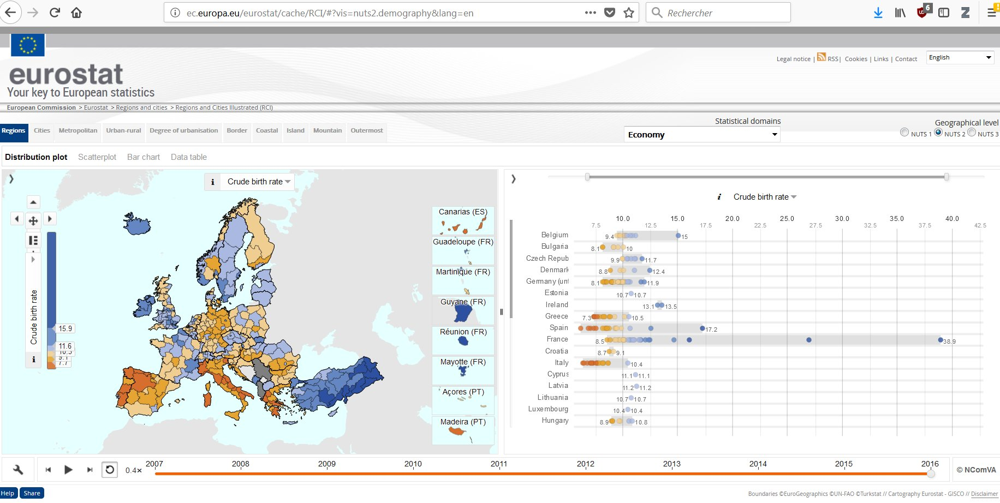 ec.europa.eu/eurostat/cache/RCI/#?vis=nuts2.demography&lang=en
Rechercher
6
Legal notice | RSS| Cookies | Links | Contact
English
eurostat
Your key to European statistics
European Commission > Eurostat > Regions and cities > Regions and Cities Illustrated (RCI)
Statistical domains
Geographical level
Regions Cities Metropolitan Urban-rural Degree of urbanisation Border Coastal Island Mountain Outermost
Economy
NUTS 1 NUTS 2 NUTS 3
Distribution plot Scatterplot Bar chart Data table
i Crude birth rate
Crude birth rate
i
15.9
11.6
10.5
9.1
7.7
Canarias (ES)
Guadeloupe (FR)
Martinique (FR)
Guyane (FR)
Réunion (FR)
Mayotte (FR)
Açores (PT)
Madeira (PT)
i Crude birth rate
10.0 15.0 20.0 25.0 30.0 35.0 40.0
7.5 12.5 17.5 22.5 27.5 32.5 37.5 42.5
Belgium 9.4 15
Bulgaria 8.1 10
Czech Repub 9.9 11.7
Denmark 8.8 12.4
Germany (unt 8.1 11.9
Estonia 10.7 10.7
Ireland 13.1 13.5
Greece 7.3 10.5
Spain 17.2
France 8.5 38.9
Croatia 8.7 9.1
Italy 10.4
Cyprus 11.1 11.1
Latvia 11.2 11.2
Lithuania 10.7 10.7
Luxembourg 10.4 10.4
Hungary 8.9 10.8
0.4×
2007 2008 2009 2010 2011 2012 2013 2014 2015 2016
© NComVA
Help Share
Boundaries ©EuroGeographics ©UN-FAO ©Turkstat // Cartography Eurostat - GISCO // Disclaimer